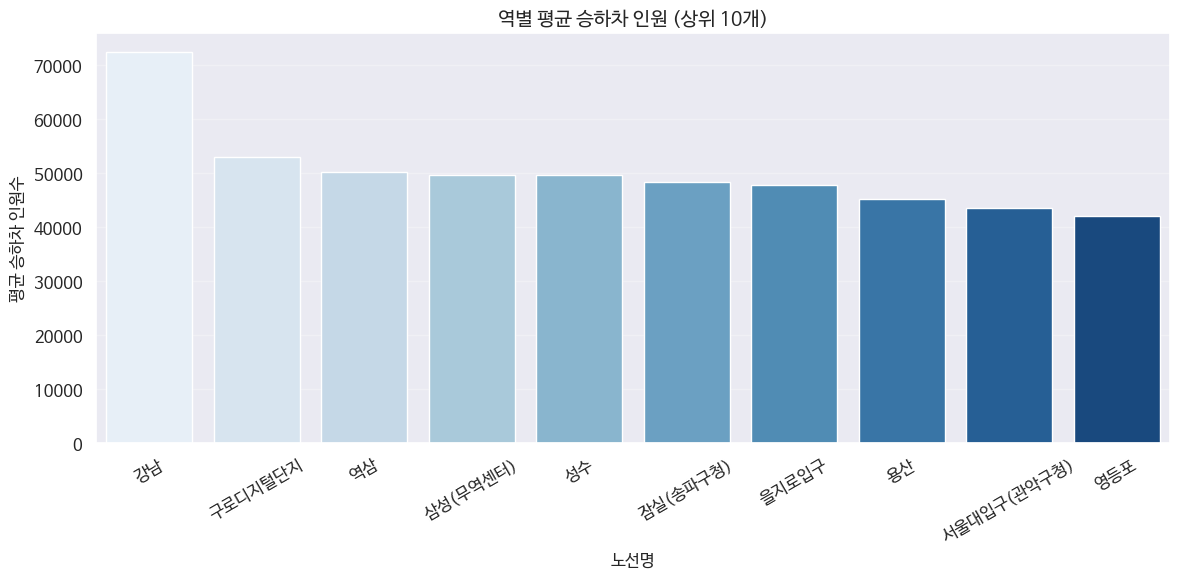 역별 평균 승하차 인원 (상위 10개)
평균 승하차 인원수
70000
60000
50000
40000
30000
20000
10000
0
강남
구로디지털단지
역삼
삼성(무역센터)
성수
잠실(송파구청)
을지로입구
용산
서울대입구(관악구청)
영등포
노선명